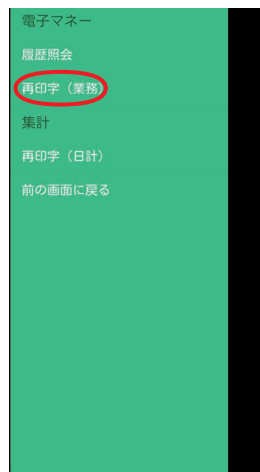 電子マネー
履歴照会
再印字（業務）
集計
再印字（日計）
前の画面に戻る